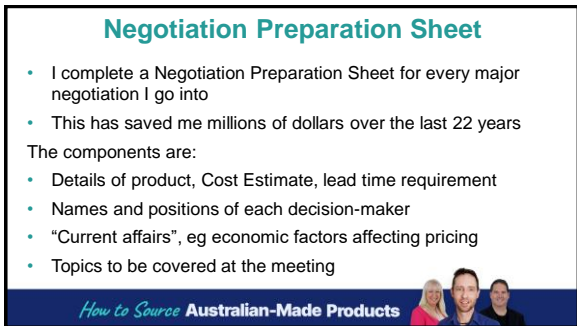 Negotiation Preparation Sheet
• I complete a Negotiation Preparation Sheet for every major
negotiation I go into
• This has saved me millions of dollars over the last 22 years
The components are:
• Details of product, Cost Estimate, lead time requirement
• Names and positions of each decision-maker
• “Current affairs”, eg economic factors affecting pricing
• Topics to be covered at the meeting
How to Source Australian-Made Products